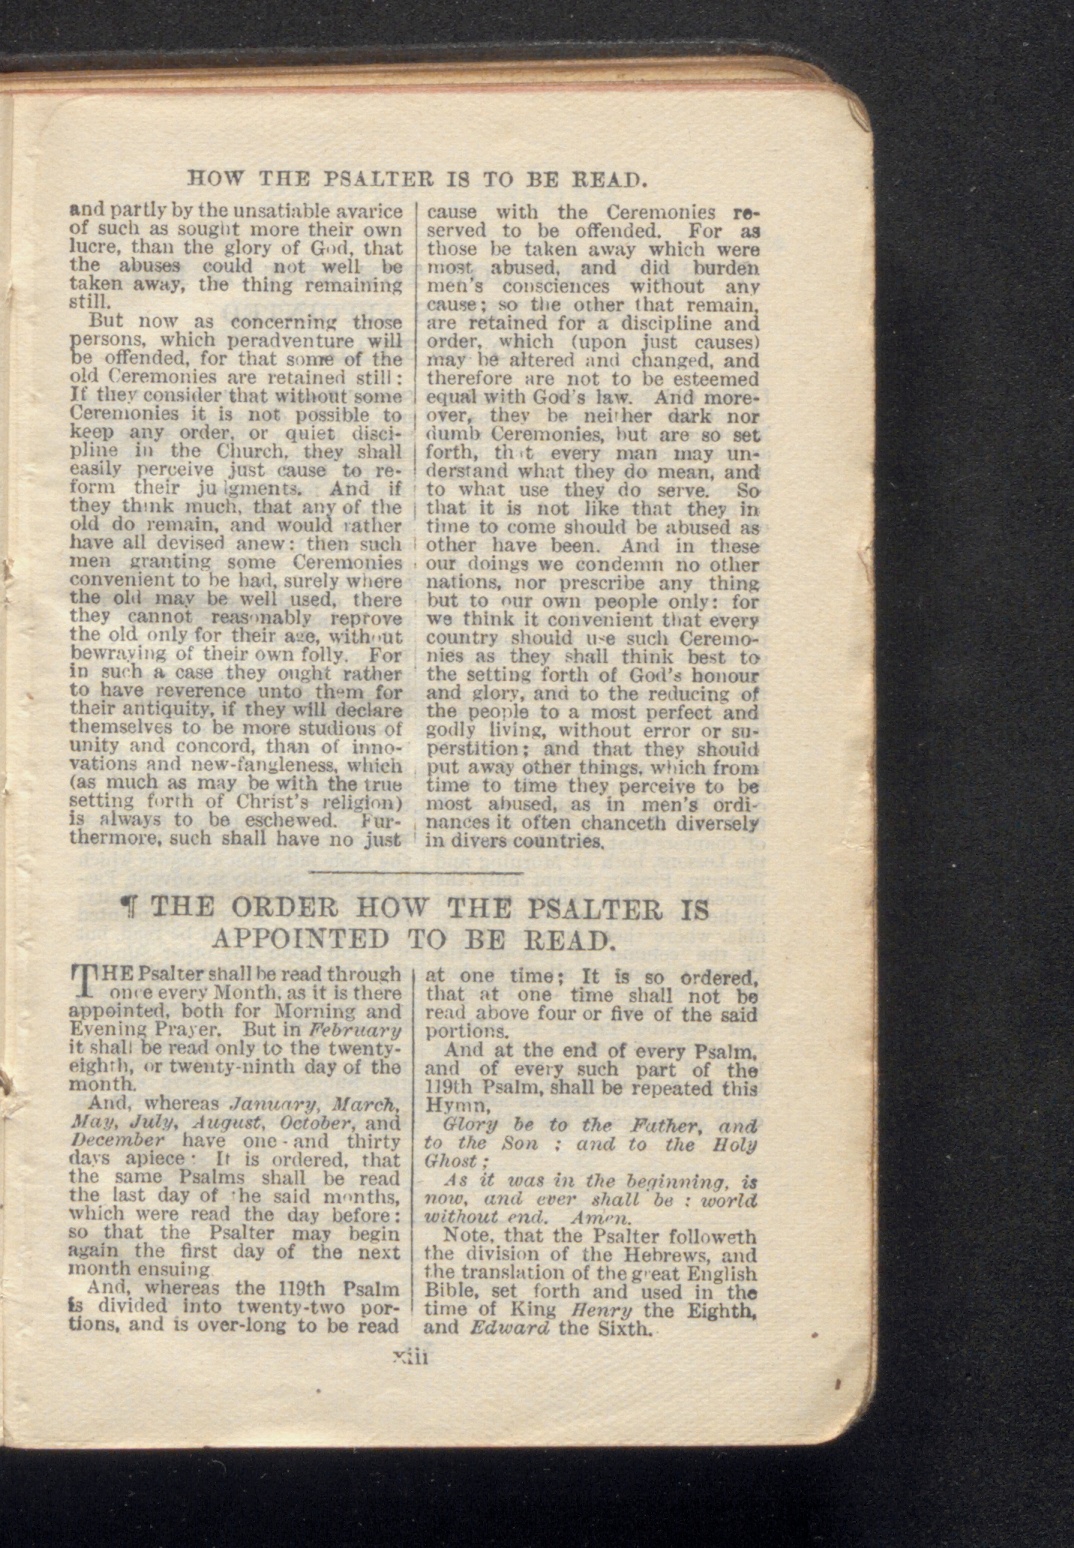 HOW THE PSALTER IS TO BE READ.
and partly by the unsatiable avarice
of such as sought more their own
lucre, than the glory of God, that
the abuses could not well be
taken away, the thing remaining
still.
But now as concerning those
persons, which peradventure will
be offended, for that some of the
old Ceremonies are retained still:
If they consider that without some
Ceremonies it is not possible to
keep any order, or quiet disci-
pline in the Church, they shall
easily perceive just cause to re-
form their judgments. And if
they think much, that any of the
old do remain, and would rather
have all devised anew: then such
men granting some Ceremonies
convenient to be had, surely where
the old may be well used, there
they cannot reasonably reprove
the old only for their age, without
bewraying of their own folly. For
in such a case they ought rather
to have reverence unto them for
their antiquity, if they will declare
themselves to be more studious of
unity and concord, than of inno-
vations and new-fangleness, which
(as much as may be with the true
setting forth of Christ's religion)
is always to be eschewed. Fur-
thermore, such shall have no just
cause with the Ceremonies re-
served to be offended. For as
those be taken away which were
most abused, and did burden
men's consciences without any
cause; so the other that remain,
are retained for a discipline and
order, which (upon just causes)
may be altered and changed, and
therefore are not to be esteemed
equal with God's law. And more-
over, they be neither dark nor
dumb Ceremonies, but are so set
forth, that every man may un-
derstand what they do mean, and
to what use they do serve. So
that it is not like that they in
time to come should be abused as
other have been. And in these
our doings we condemn no other
nations, nor prescribe any thing
but to our own people only: for
we think it convenient that every
country should use such Ceremo-
nies as they shall think best to
the setting forth of God's honour
and glory, and to the reducing of
the people to a most perfect and
godly living, without error or su-
perstition; and that they should
put away other things, which from
time to time they perceive to be
most abused, as in men's ordi-
nances it often chanceth diversely
in divers countries.
¶ THE ORDER HOW THE PSALTER IS
APPOINTED TO BE READ.
THE Psalter shall be read through
once every Month, as it is there
appointed, both for Morning and
Evening Prayer. But in February
it shall be read only to the twenty-
eighth, or twenty-ninth day of the
month.
And, whereas January, March,
May, July, August, October, and
December have one-and thirty
days apiece: It is ordered, that
the same Psalms shall be read
the last day of the said months,
which were read the day before:
so that the Psalter may begin
again the first day of the next
month ensuing
And, whereas the 119th Psalm
is divided into twenty-two por-
tions, and is over-long to be read
at one time; It is so ordered,
that at one time shall not be
read above four or five of the said
portions.
And at the end of every Psalm,
and of every such part of the
119th Psalm, shall be repeated this
Hymn,
Glory be to the Father, and
to the Son : and to the Holy
Ghost;
As it was in the beginning, is
now, and ever shall be : world
without end. Amen.
Note, that the Psalter followeth
the division of the Hebrews, and
the translation of the great English
Bible, set forth and used in the
time of King Henry the Eighth,
and Edward the Sixth.
xiii